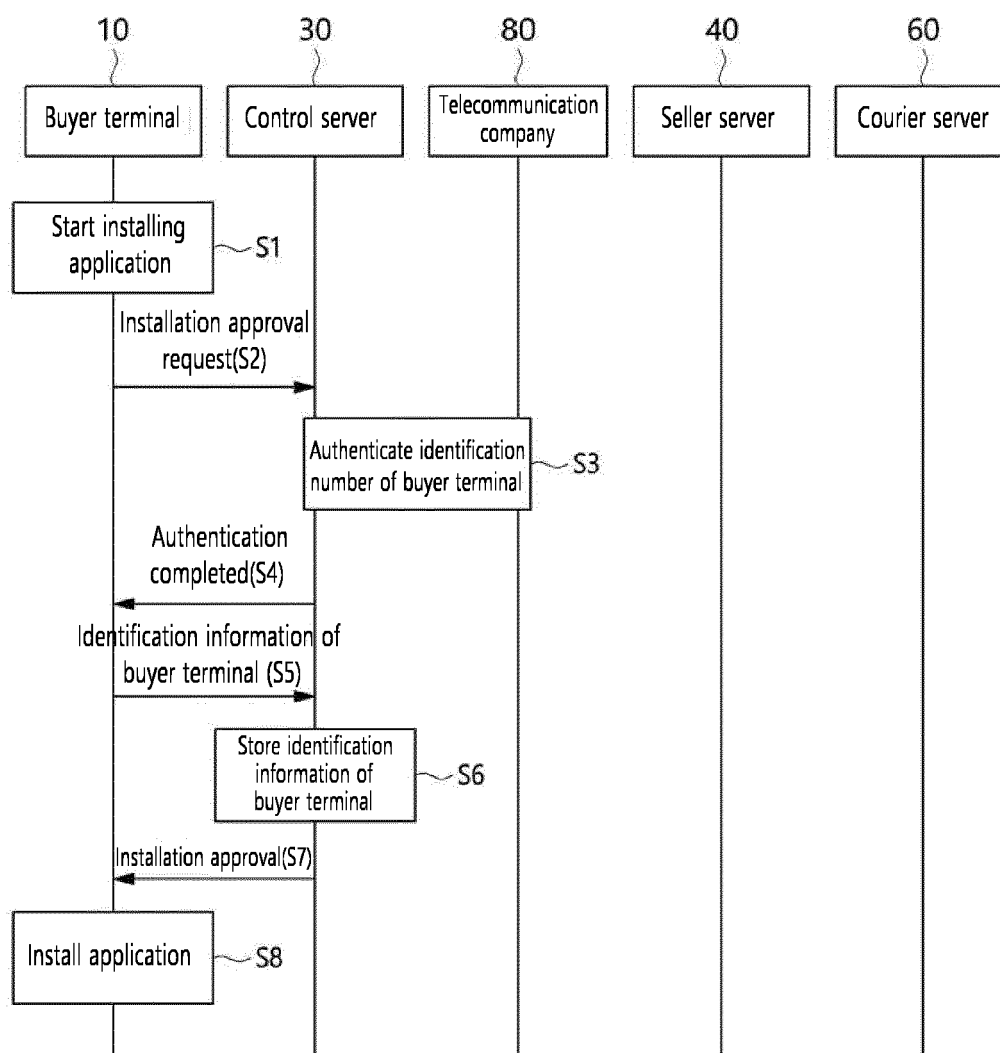 10
30
80
40
60
Buyer terminal
Control server
Telecommunication
company
Seller server
Courier server
Start installing
application
S1
Installation approval
request(S2)
Authenticate identification
number of buyer terminal
S3
Authentication
completed(S4)
Identification information of
buyer terminal (S5)
Store identification
information of
buyer terminal
S6
Installation approval(S7)
Install application
S8